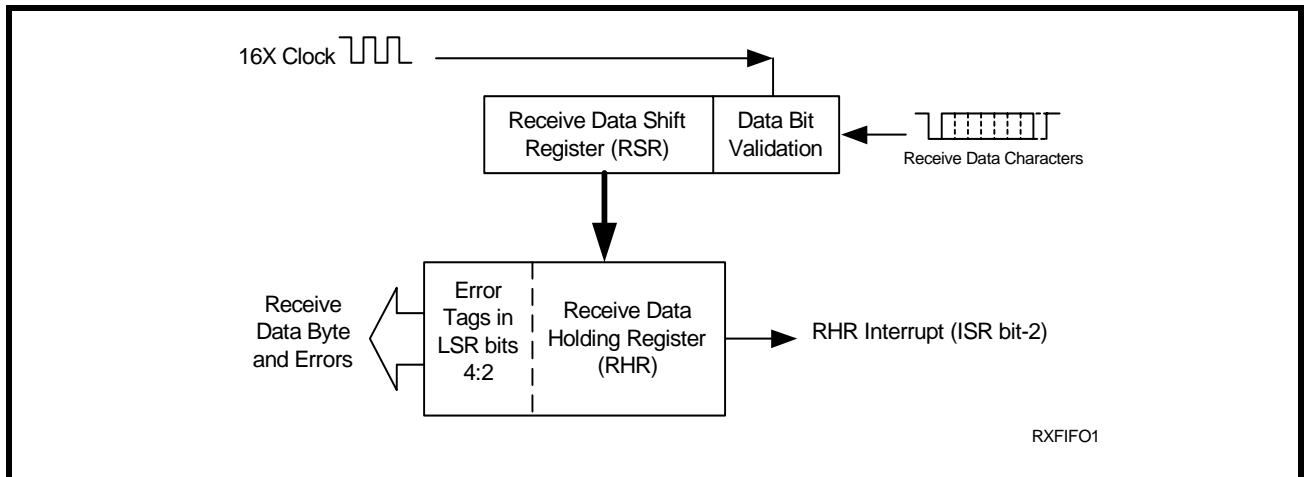 16X Clock
Receive Data Shift
Register (RSR)
Data Bit
Validation
Receive Data Characters
Receive
Data Byte
and Errors
Error
Tags in
LSR bits
4:2
Receive Data
Holding Register
(RHR)
RHR Interrupt (ISR bit-2)
RXFIFO1